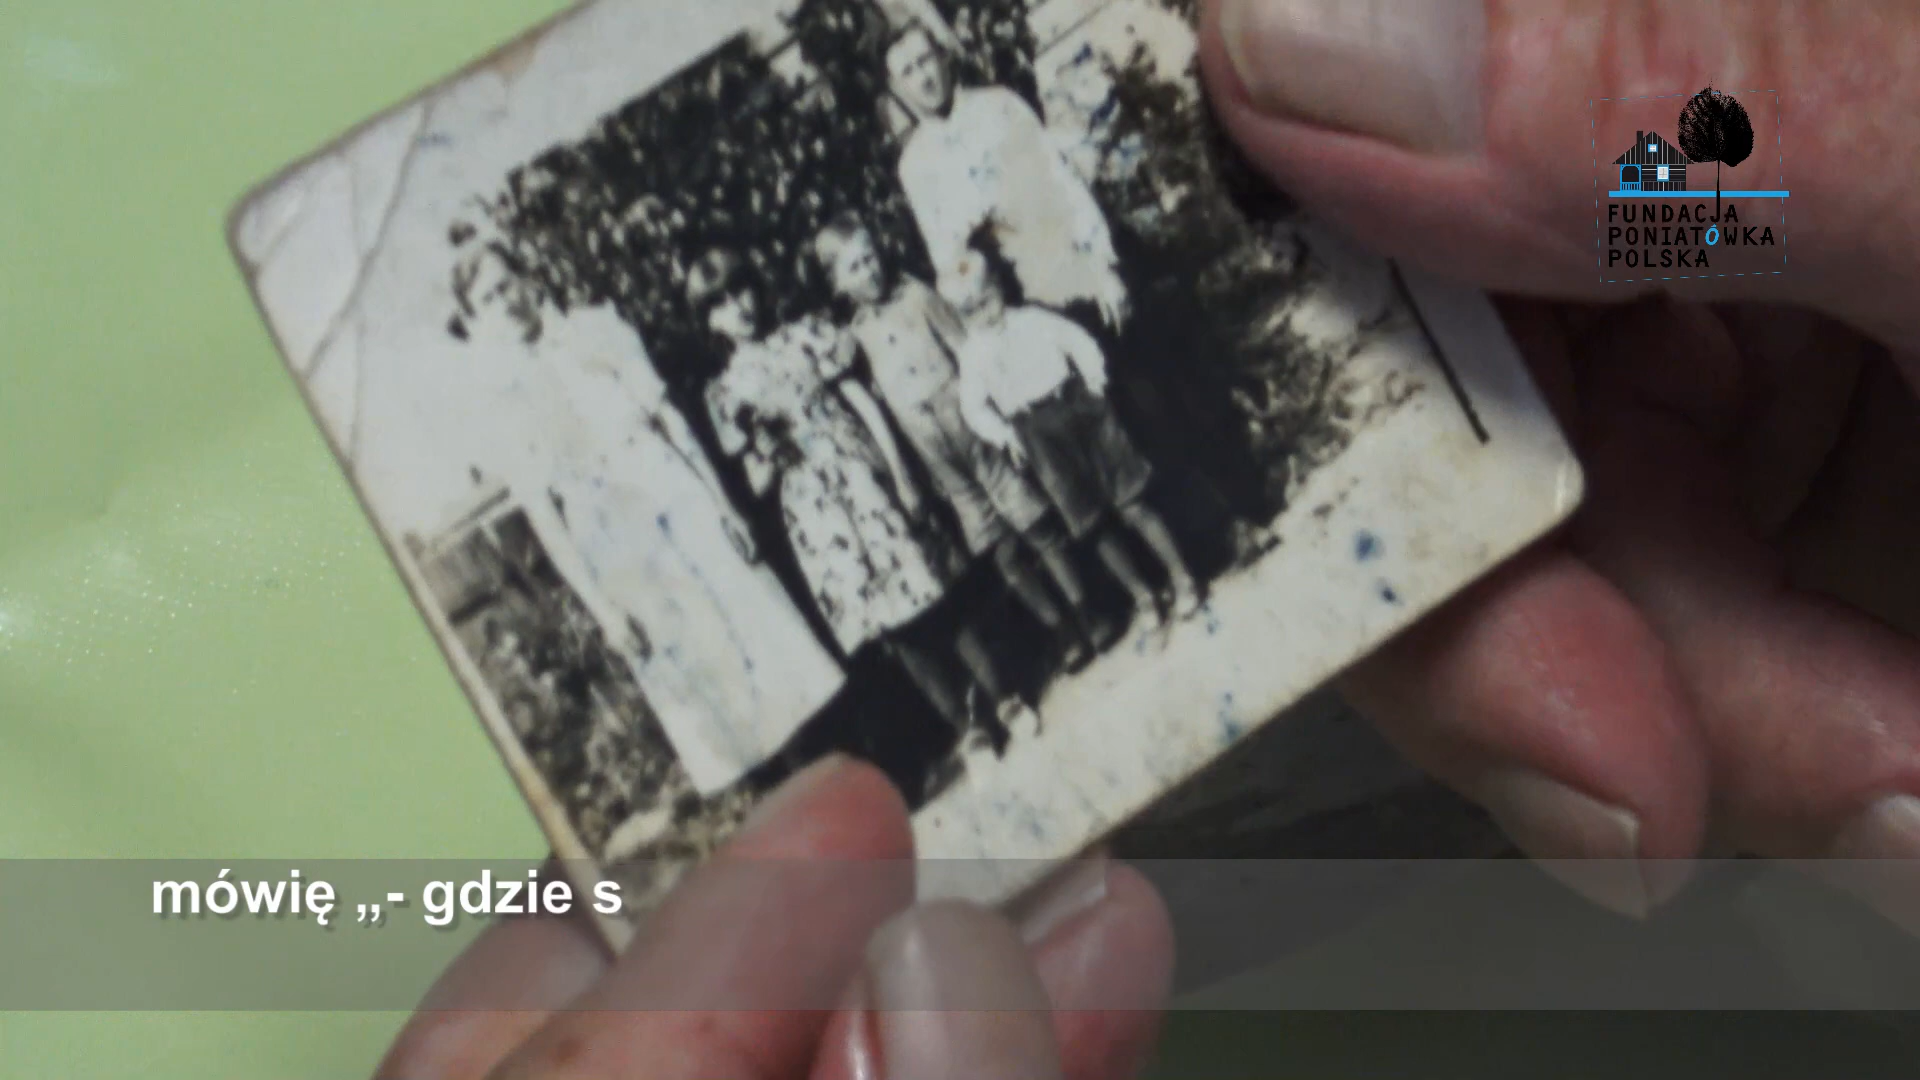 FUNDACJA
PONIATÓWKA
POLSKA
mówię „- gdzie s